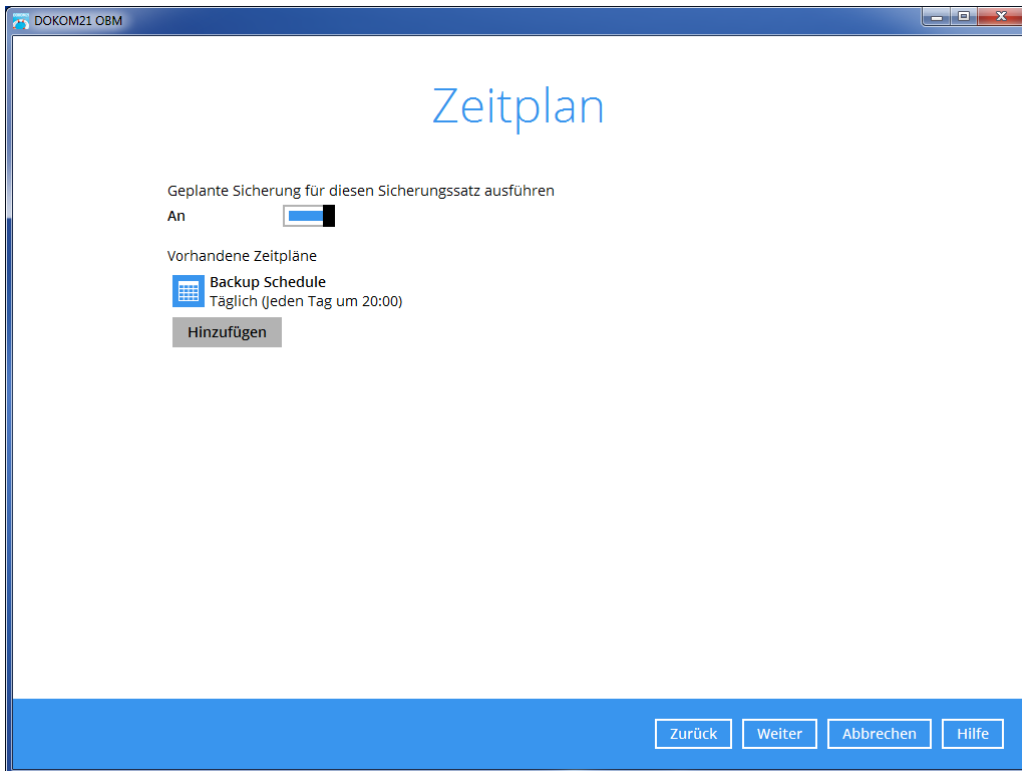 DOKOM21 OBM
Zeitplan
Geplante Sicherung für diesen Sicherungssatz ausführen
An
Vorhandene Zeitpläne
Backup Schedule
Täglich (Jeden Tag um 20:00)
Hinzufügen
Zurück Weiter Abbrechen Hilfe